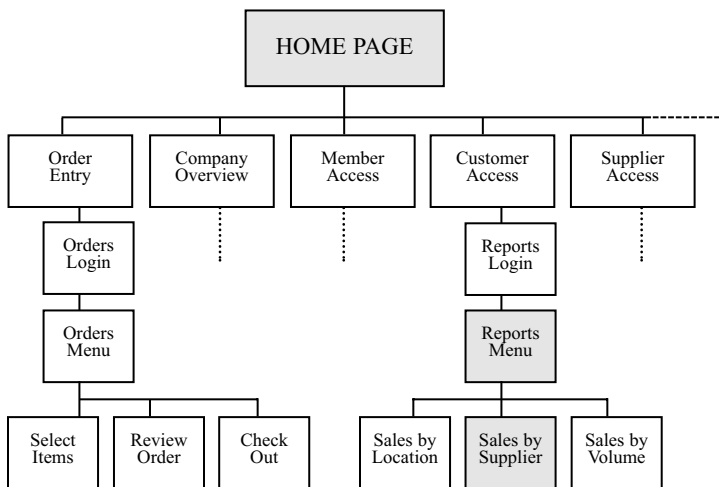 HOME PAGE
Order
Entry
Company
Overview
Member
Access
Customer
Access
Supplier
Access
Orders
Login
Reports
Login
Orders
Menu
Reports
Menu
Select
Items
Review
Order
Check
Out
Sales by
Location
Sales by
Supplier
Sales by
Volume